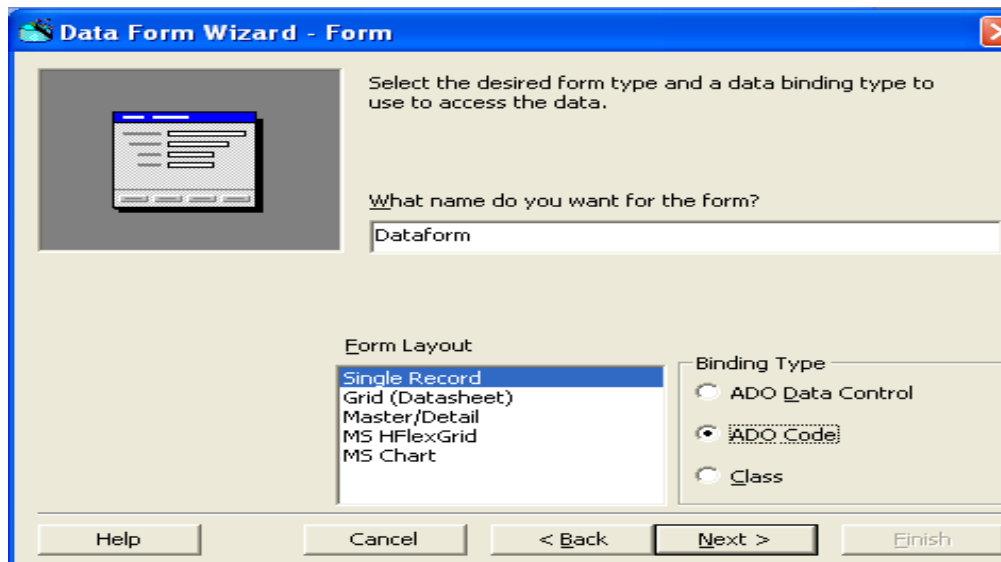 Data Form Wizard - Form
Select the desired form type and a data binding type to
use to access the data.
What name do you want for the form?
Dataform
Form Layout
Single Record
Grid (Datasheet)
Master/Detail
MS HFlexGrid
MS Chart
Binding Type
ADO Data Control
ADO Code
Class
Help
Cancel
< Back
Next >
Finish